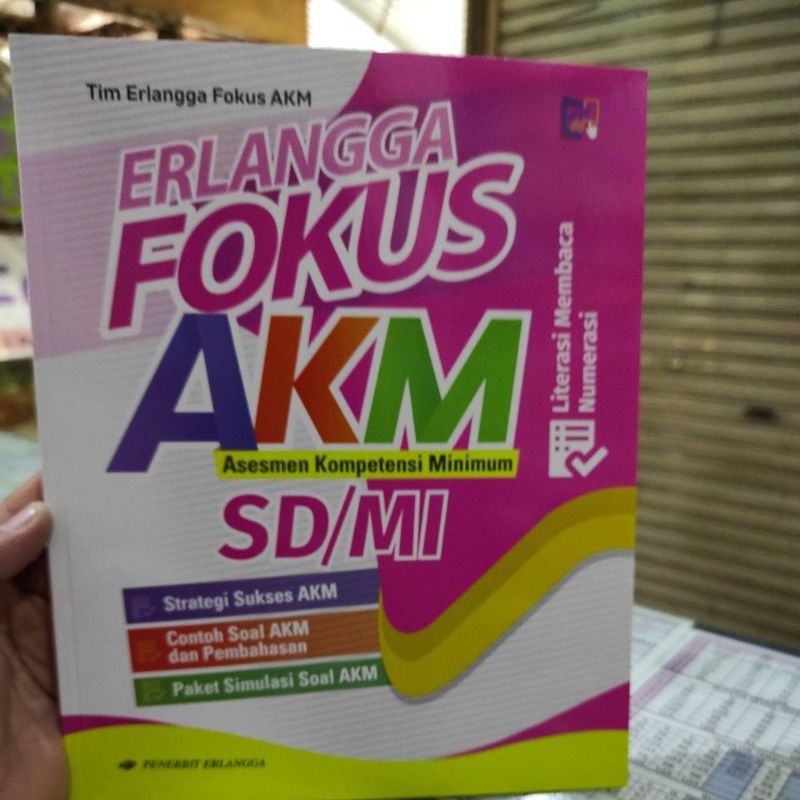 Tim Erlangga Fokus AKM
ERLANGGA
FOKUS
AKM
Asesmen Kompetensi Minimum
SD/MI
Literasi Membaca
Numerasi
Strategi Sukses AKM
Contoh Soal AKM
dan Pembahasan
Paket Simulasi Soal AKM
PENERBIT ERLANGGA